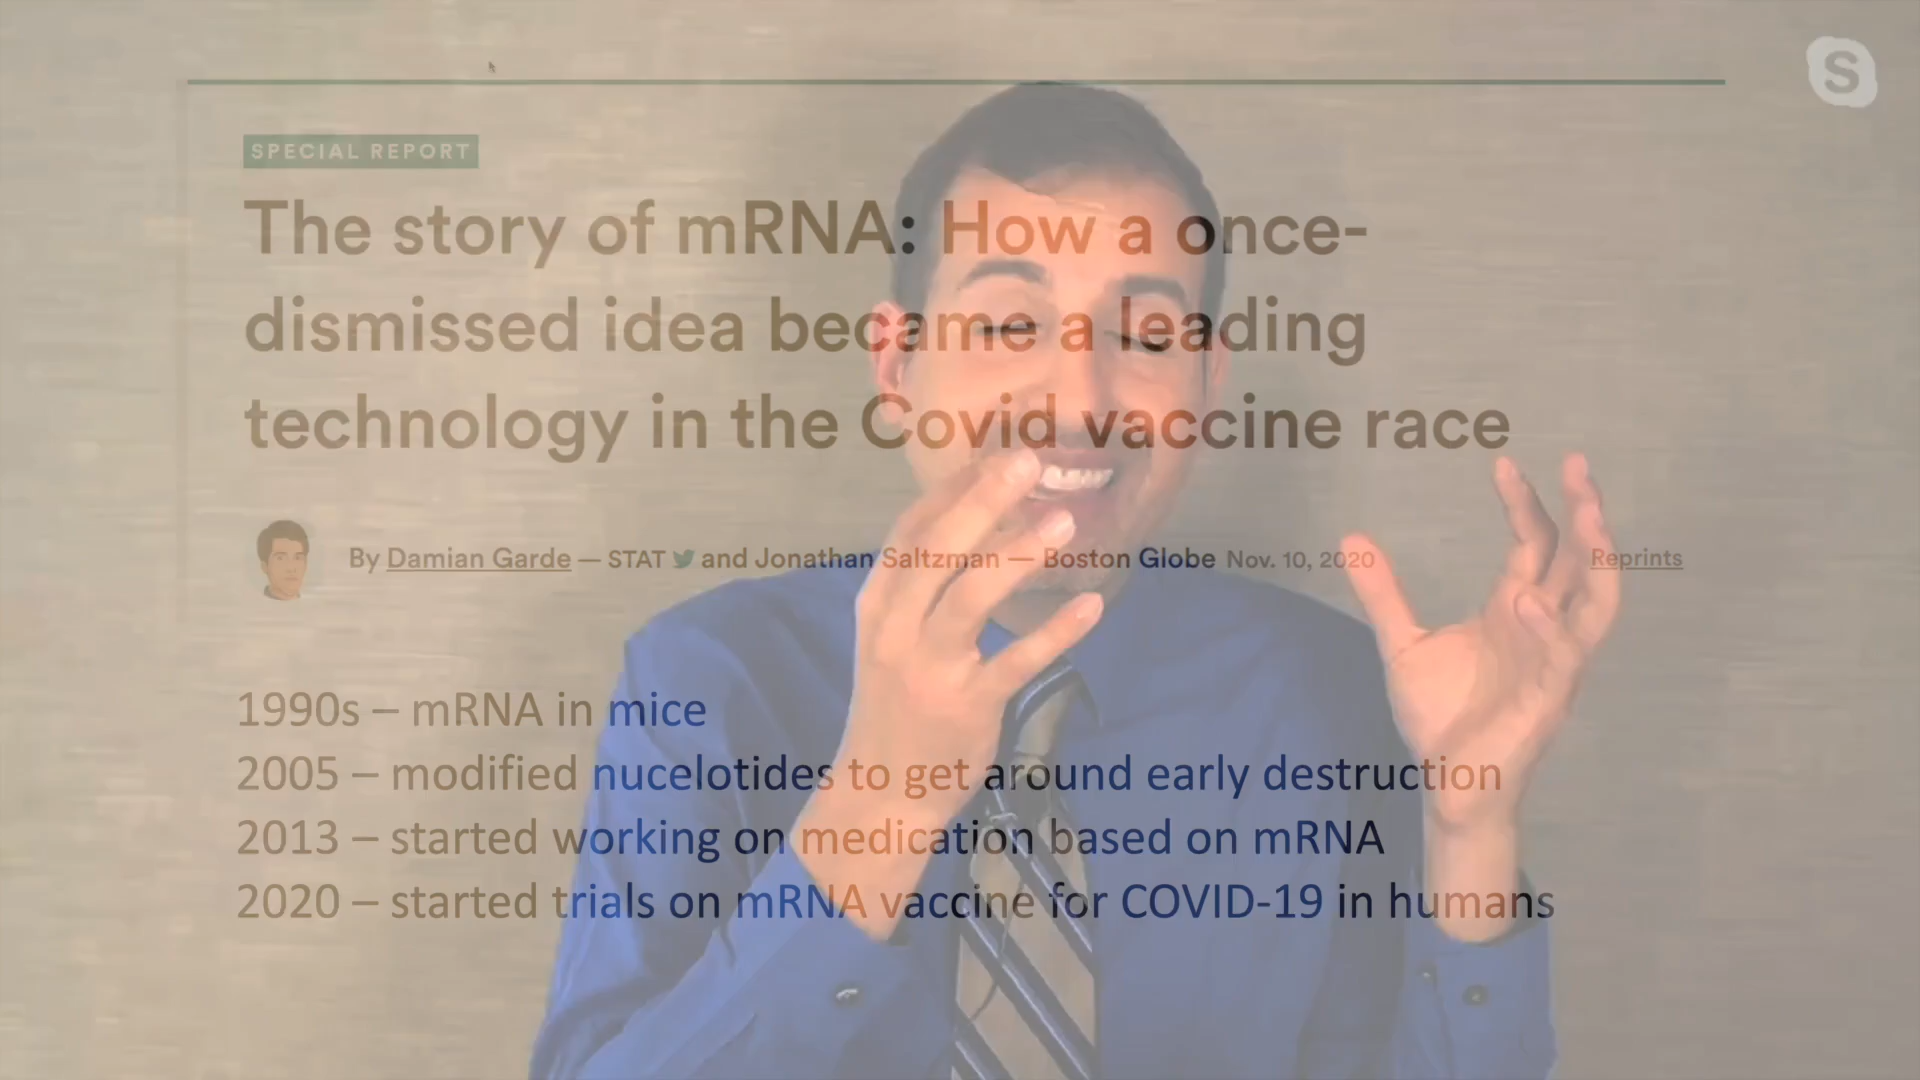 S
SPECIAL REPORT
The story of mRNA: How a once-
dismissed idea became a leading
technology in the Covid vaccine race
By Damian Garde — STAT and Jonathan Saltzman — Boston Globe Nov. 10, 2020 Reprints
1990s – mRNA in mice
2005 – modified nucelotides to get around early destruction
2013 – started working on medication based on mRNA
2020 – started trials on mRNA vaccine for COVID-19 in humans